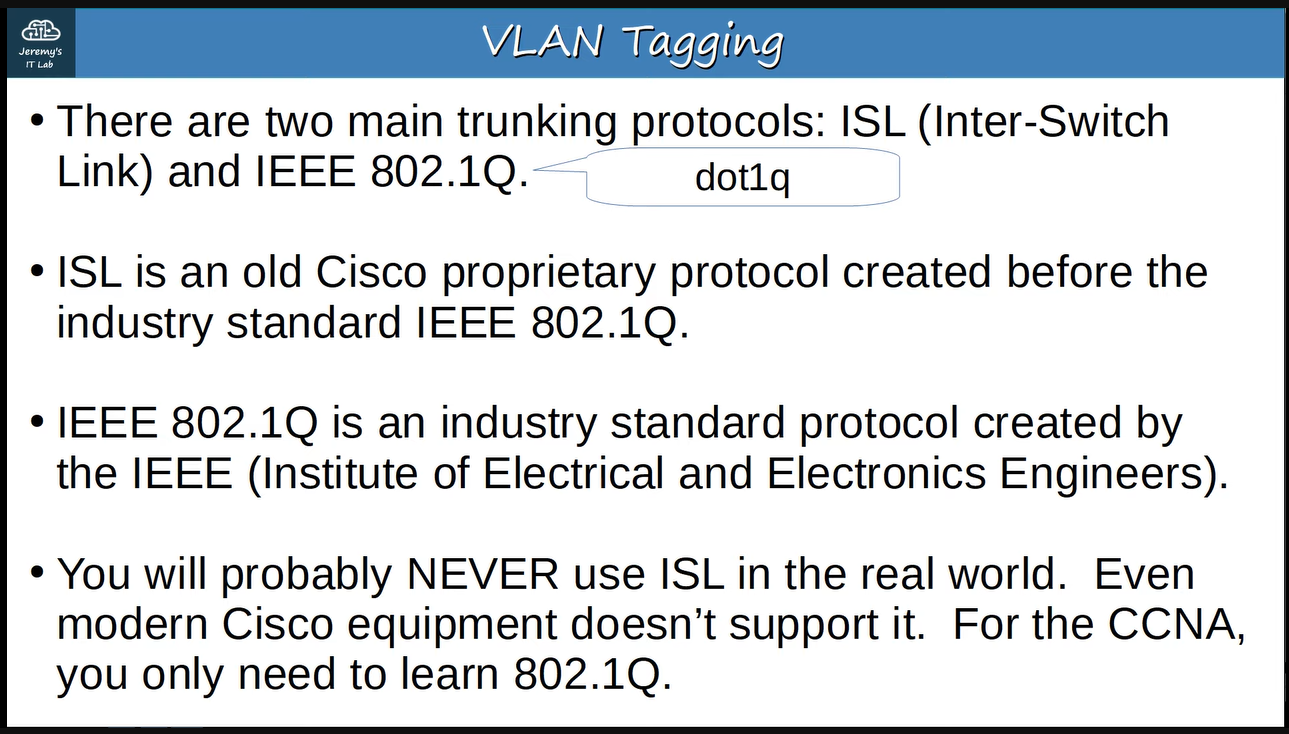 Jeremy's
IT Lab
VLAN Tagging
• There are two main trunking protocols: ISL (Inter-Switch
Link) and IEEE 802.1Q.
dot1q
• ISL is an old Cisco proprietary protocol created before the
industry standard IEEE 802.1Q.
• IEEE 802.1Q is an industry standard protocol created by
the IEEE (Institute of Electrical and Electronics Engineers).
• You will probably NEVER use ISL in the real world.  Even
modern Cisco equipment doesn’t support it.  For the CCNA,
you only need to learn 802.1Q.